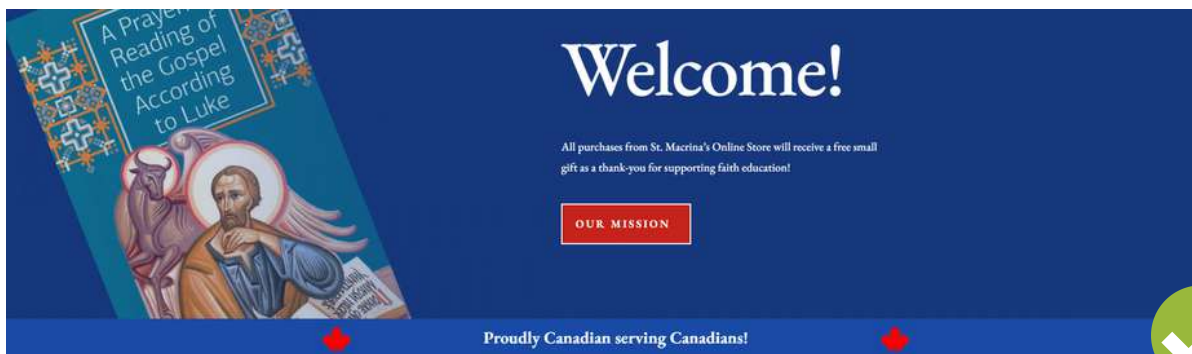 A Prayer
Reading of
the Gospel
According
to Luke
Welcome!
All purchases from St. Macrina's Online Store will receive a free small
gift as a thank-you for supporting faith education!
OUR MISSION
Proudly Canadian serving Canadians!